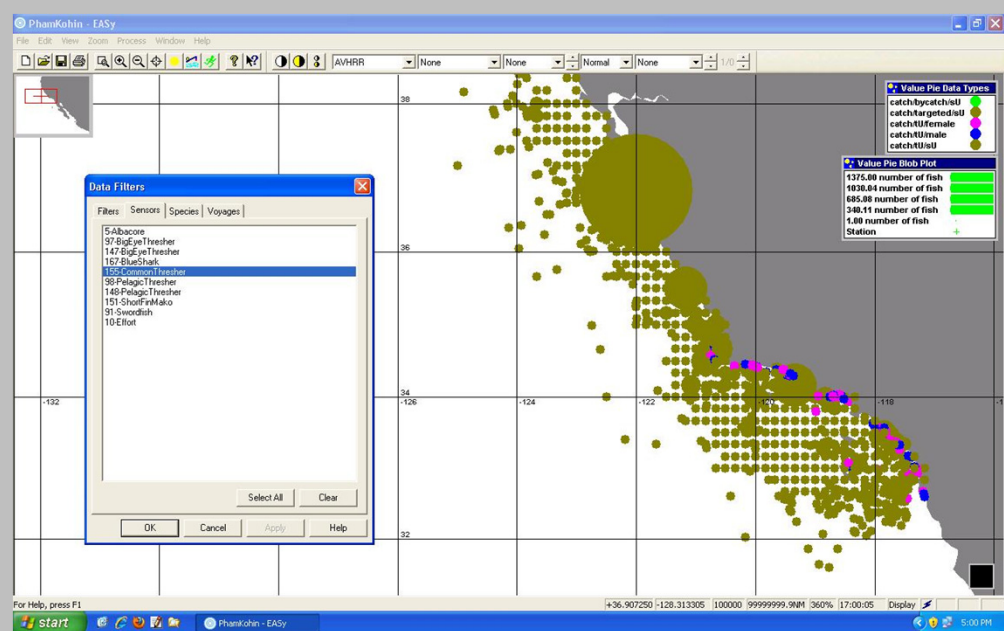 PhamKohin - EASy
File Edit View Zoom Process Window Help
AVHRR None None Normal None 1/0
38
36
34
32
-132 -126 -124 -122 -120 -118 -1
Value Pie Data Types
catch/bycatch/sU
catch/targeted/sU
catch/tU/female
catch/tU/male
catch/tU/sU
Value Pie Blob Plot
1375.00 number of fish
1030.04 number of fish
685.08 number of fish
340.11 number of fish
1.00 number of fish
Station
Data Filters
Filters Sensors Species Voyages
5-Albacore
97-BigEyeThresher
147-BigEyeThresher
167-BlueShark
155-CommonThresher
98-PelagicThresher
148-PelagicThresher
151-ShortFinMako
91-Swordfish
10-Effort
Select All Clear
OK Cancel Apply Help
For Help, press F1
+36.907250 -128.313305 100000 99999999.9NM 360% 17:00:05 Display
start PhamKohin - EASy 5:00 PM